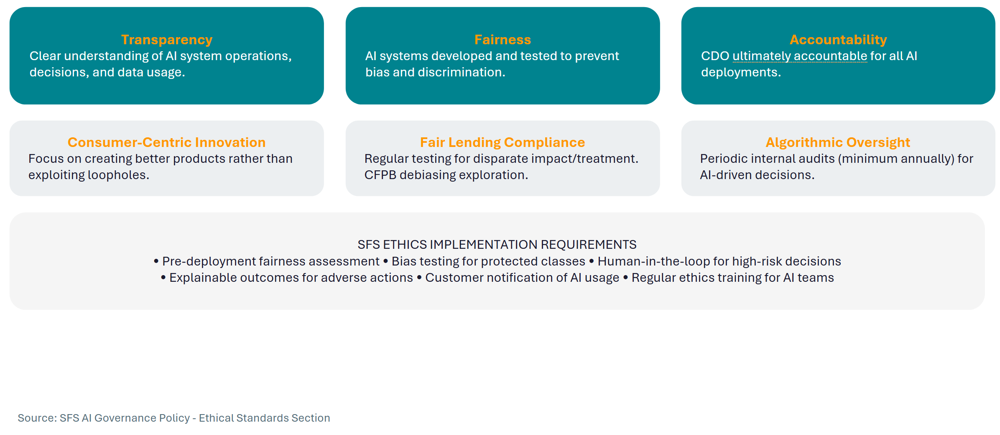 Transparency
Clear understanding of AI system operations,
decisions, and data usage.
Fairness
AI systems developed and tested to prevent
bias and discrimination.
Accountability
CDO ultimately accountable for all AI
deployments.
Consumer-Centric Innovation
Focus on creating better products rather than
exploiting loopholes.
Fair Lending Compliance
Regular testing for disparate impact/treatment.
CFPB debiasing exploration.
Algorithmic Oversight
Periodic internal audits (minimum annually) for
AI-driven decisions.
SFS ETHICS IMPLEMENTATION REQUIREMENTS
• Pre-deployment fairness assessment • Bias testing for protected classes • Human-in-the-loop for high-risk decisions
• Explainable outcomes for adverse actions • Customer notification of AI usage • Regular ethics training for AI teams
Source: SFS AI Governance Policy - Ethical Standards Section